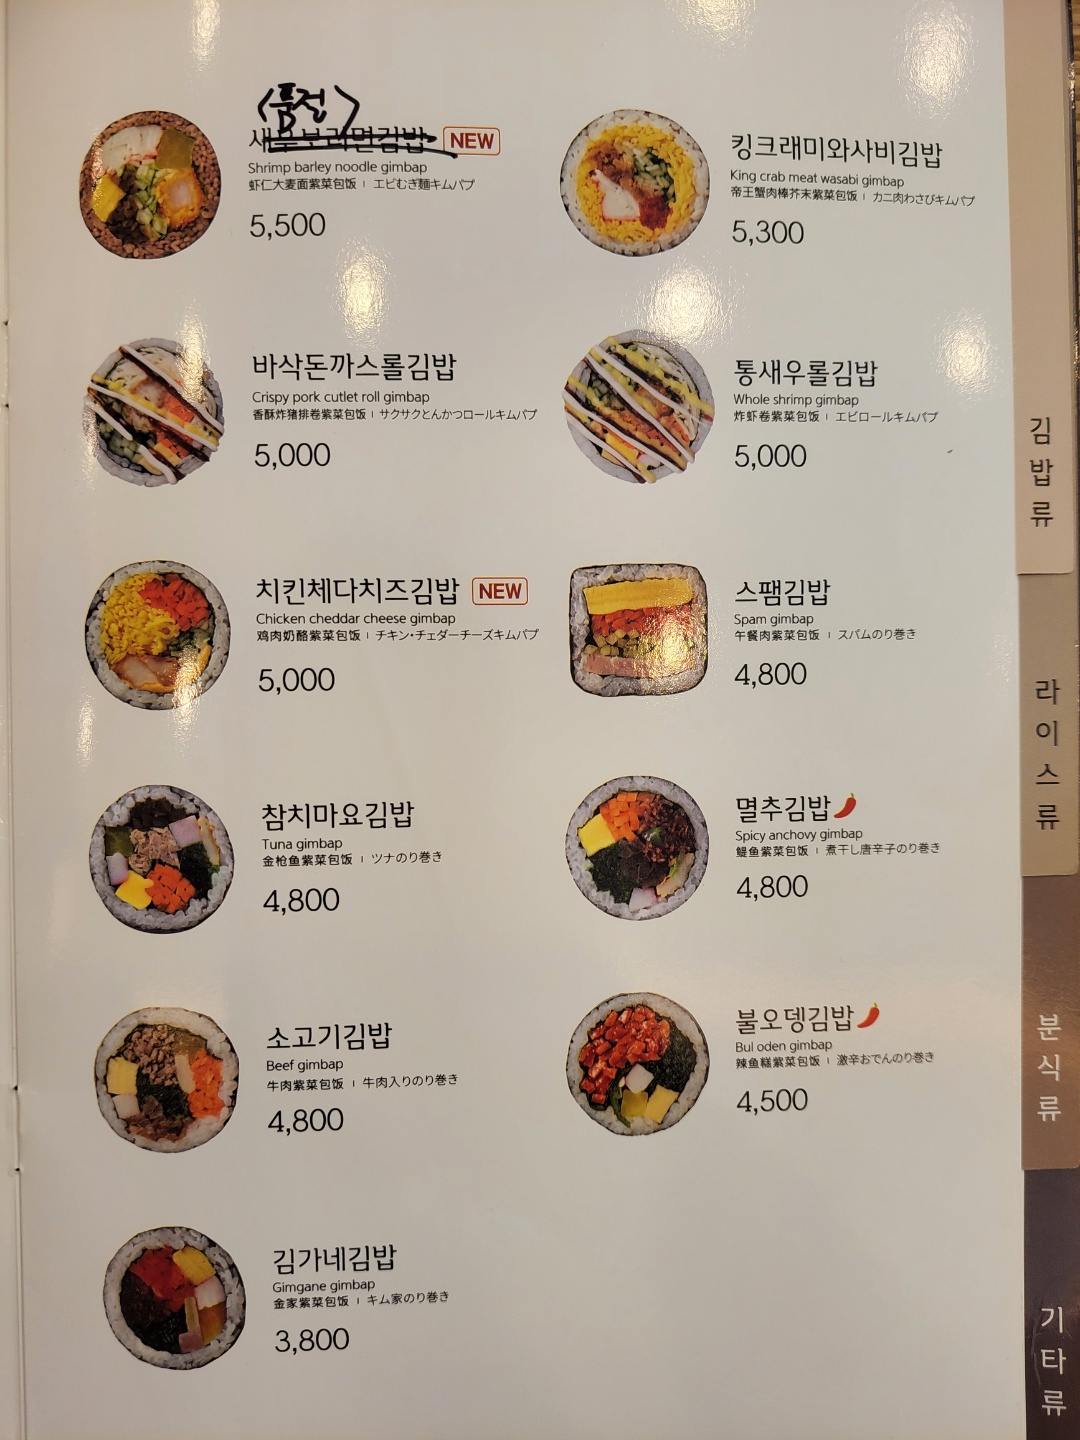 <품절>
새우보리면김밥 NEW
Shrimp barley noodle gimbap
虾仁大麦面紫菜包饭 | エビむぎ麺キムパプ
5,500
킹크래미와사비김밥
King crab meat wasabi gimbap
帝王蟹肉棒芥末紫菜包饭 | カニ肉わさびキムパプ
5,300
바삭돈까스롤김밥
Crispy pork cutlet roll gimbap
香酥炸猪排卷紫菜包饭 | サクサクとんかつロールキムパプ
5,000
통새우롤김밥
Whole shrimp gimbap
炸虾卷紫菜包饭 | エビロールキムパプ
5,000
치킨체다치즈김밥 NEW
Chicken cheddar cheese gimbap
鸡肉奶酪紫菜包饭 | チキン・チェダーチーズキムパプ
5,000
스팸김밥
Spam gimbap
午餐肉紫菜包饭 | スパムのり巻き
4,800
참치마요김밥
Tuna gimbap
金枪鱼紫菜包饭 | ツナのり巻き
4,800
멸추김밥
Spicy anchovy gimbap
鳀鱼紫菜包饭 | 煮干し唐辛子のり巻き
4,800
소고기김밥
Beef gimbap
牛肉紫菜包饭 | 牛肉入りのり巻き
4,800
불오뎅김밥
Bul oden gimbap
辣鱼糕紫菜包饭 | 激辛おでんのり巻き
4,500
김가네김밥
Gimgane gimbap
金家紫菜包饭 | キム家のり巻き
3,800
김밥류
라이스류
분식류
기타류